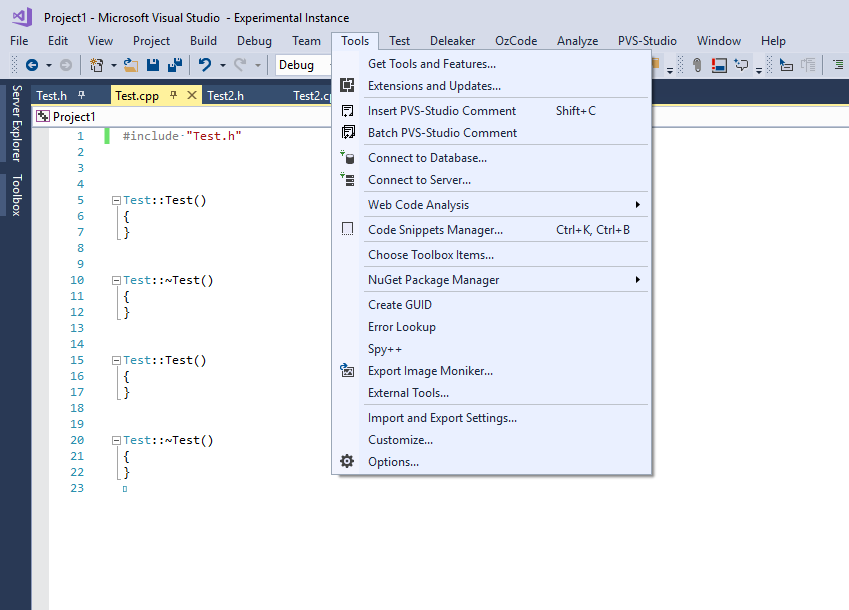 Project1 - Microsoft Visual Studio - Experimental Instance
File Edit View Project Build Debug Team Tools Test Deleaker OzCode Analyze PVS-Studio Window Help
Debug
Test.h Test.cpp Test2.h Test2.c
Project1
Server Explorer
Toolbox
1 #include "Test.h"
2
3
4
5 Test::Test()
6 {
7 }
8
9
10 Test::~Test()
11 {
12 }
13
14
15 Test::Test()
16 {
17 }
18
19
20 Test::~Test()
21 {
22 }
23
Get Tools and Features...
Extensions and Updates...
Insert PVS-Studio Comment Shift+C
Batch PVS-Studio Comment
Connect to Database...
Connect to Server...
Web Code Analysis
Code Snippets Manager... Ctrl+K, Ctrl+B
Choose Toolbox Items...
NuGet Package Manager
Create GUID
Error Lookup
Spy++
Export Image Moniker...
External Tools...
Import and Export Settings...
Customize...
Options...